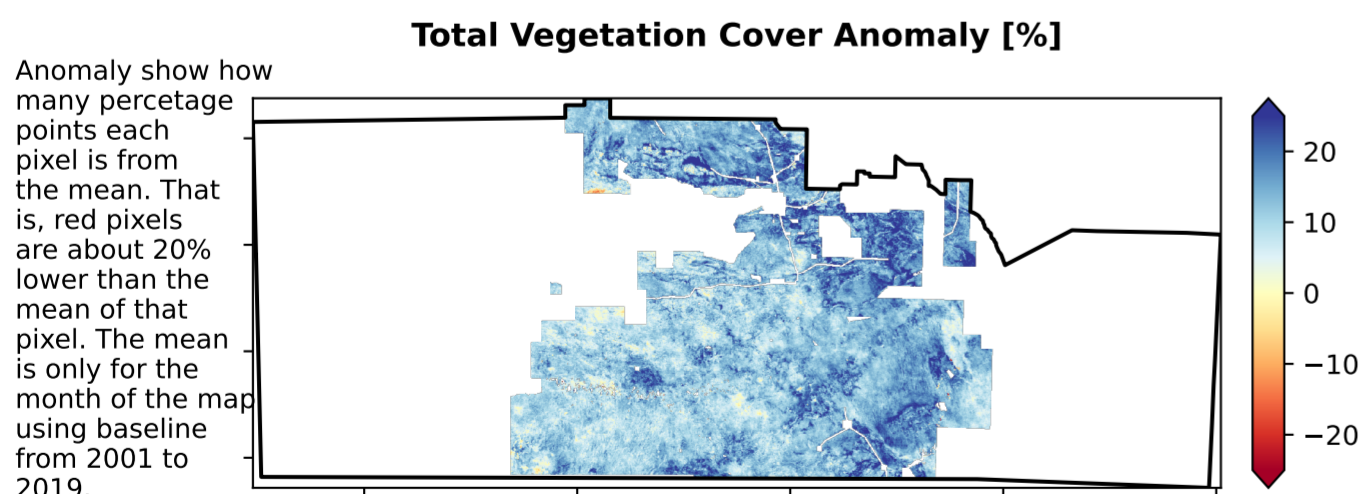 Total Vegetation Cover Anomaly [%]
Anomaly show how
many percetage
points each
pixel is from
the mean. That
is, red pixels
are about 20%
lower than the
mean of that
pixel. The mean
is only for the
month of the map
using baseline
from 2001 to
2019.
20
10
0
−10
−20